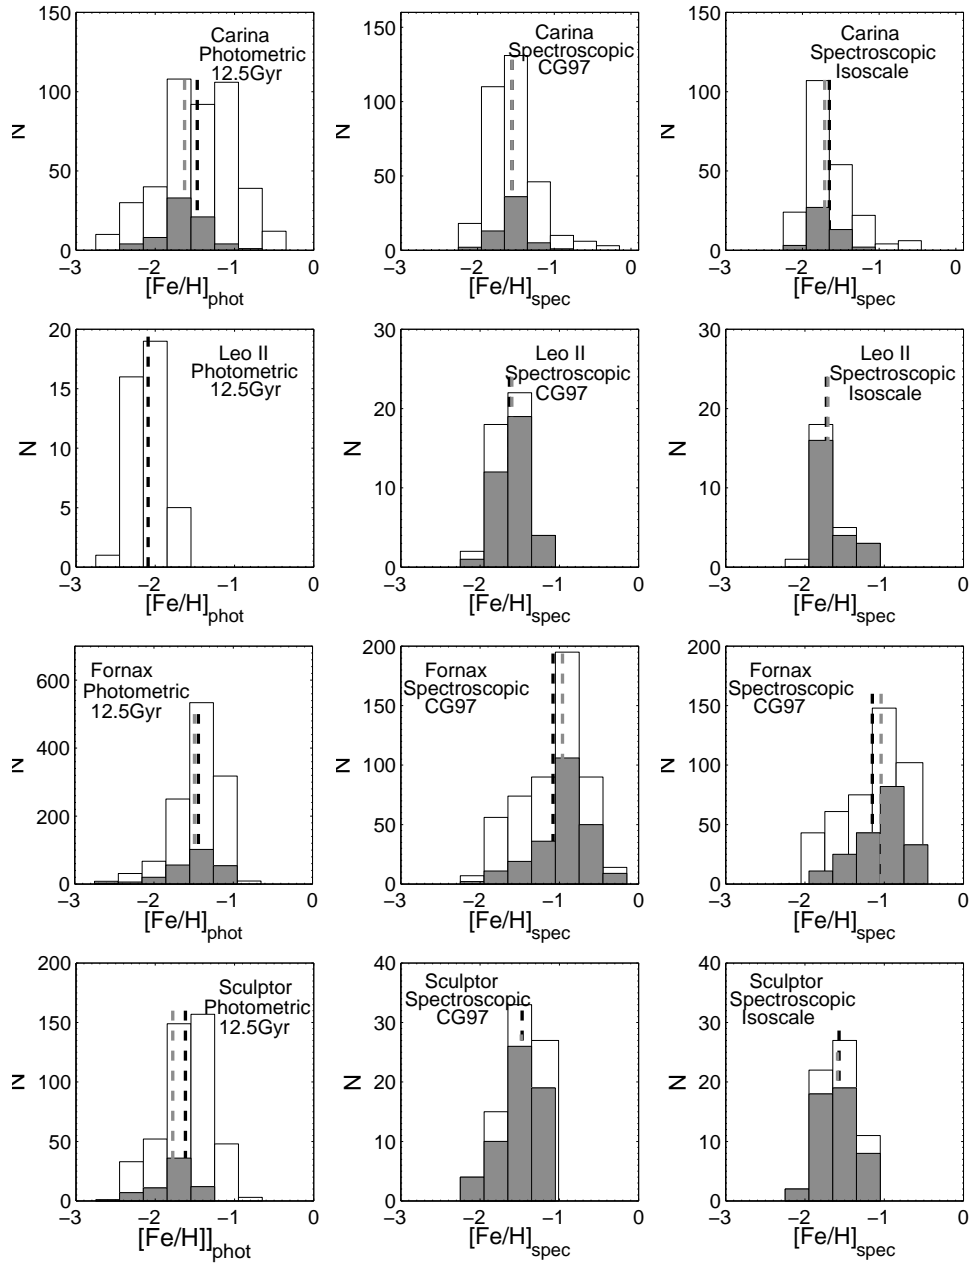 150
100
50
0
N
−3
−2
−1
0
[Fe/H]phot
Carina
Photometric
12.5Gyr
150
100
50
0
N
−3
−2
−1
0
[Fe/H]spec
Carina
Spectroscopic
CG97
150
100
50
0
N
−3
−2
−1
0
[Fe/H]spec
Carina
Spectroscopic
Isoscale
20
15
10
5
0
N
−3
−2
−1
0
[Fe/H]phot
Leo II
Photometric
12.5Gyr
30
20
10
0
N
−3
−2
−1
0
[Fe/H]spec
Leo II
Spectroscopic
CG97
30
20
10
0
N
−3
−2
−1
0
[Fe/H]spec
Leo II
Spectroscopic
Isoscale
600
400
200
0
N
−3
−2
−1
0
[Fe/H]phot
Fornax
Photometric
12.5Gyr
200
150
100
50
0
N
−3
−2
−1
0
[Fe/H]spec
Fornax
Spectroscopic
CG97
200
150
100
50
0
N
−3
−2
−1
0
[Fe/H]spec
Fornax
Spectroscopic
CG97
200
150
100
50
0
N
−3
−2
−1
0
[Fe/H]]phot
Sculptor
Photometric
12.5Gyr
40
30
20
10
0
N
−3
−2
−1
0
[Fe/H]spec
Sculptor
Spectroscopic
CG97
40
30
20
10
0
N
−3
−2
−1
0
[Fe/H]spec
Sculptor
Spectroscopic
Isoscale